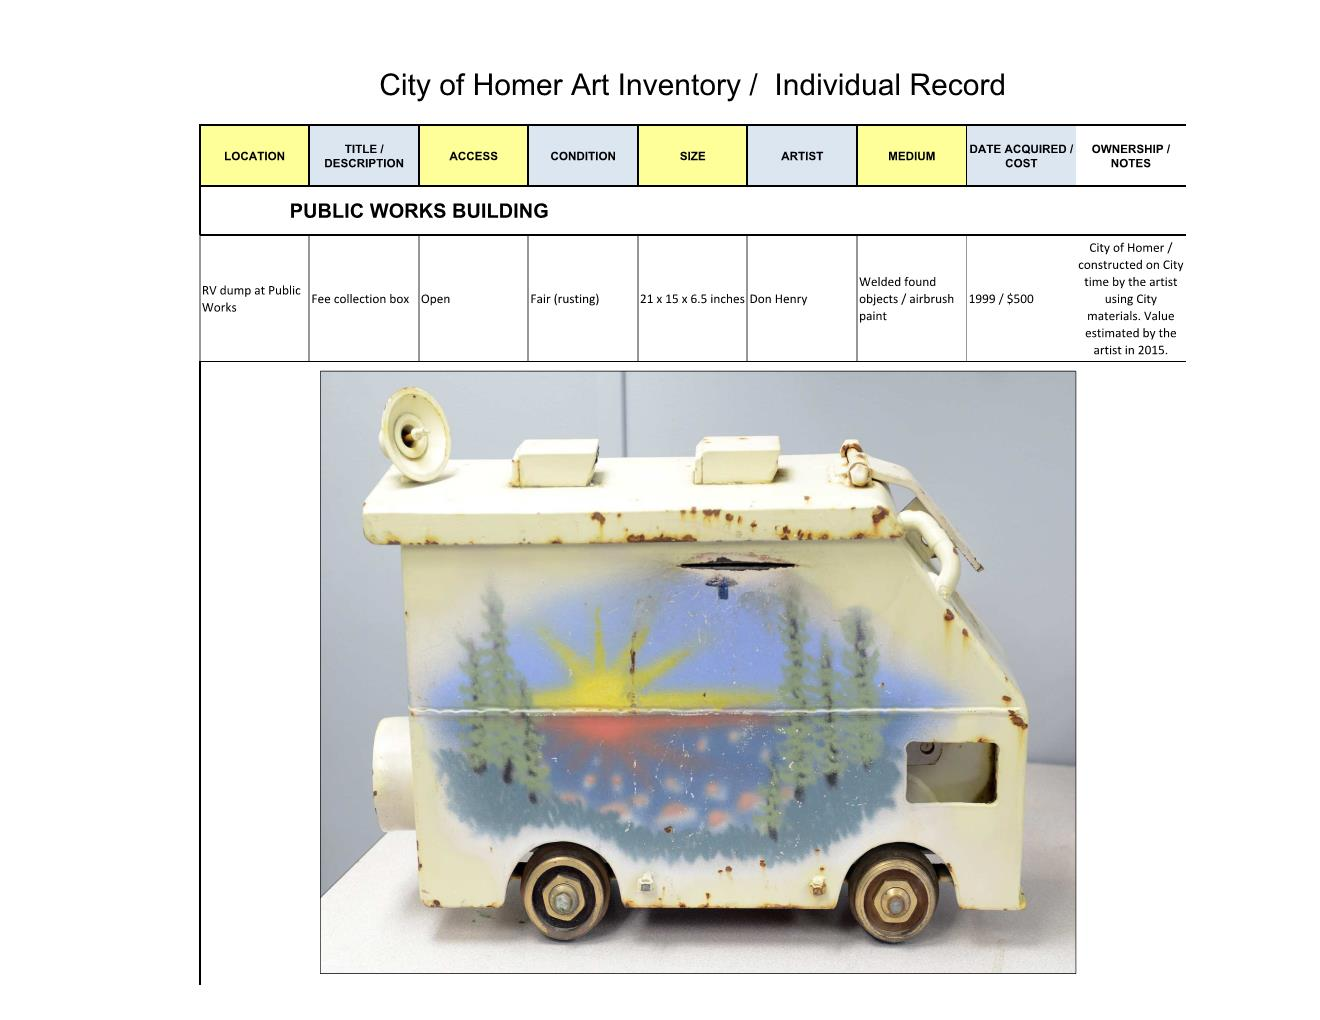 City of Homer Art Inventory /  Individual Record
LOCATION
TITLE /
DESCRIPTION
ACCESS
CONDITION
SIZE
ARTIST
MEDIUM
DATE ACQUIRED /
COST
OWNERSHIP /
NOTES
PUBLIC WORKS BUILDING
RV dump at Public
Works
Fee collection box
Open
Fair (rusting)
21 x 15 x 6.5 inches
Don Henry
Welded found
objects / airbrush
paint
1999 / $500
City of Homer /
constructed on City
time by the artist
using City
materials. Value
estimated by the
artist in 2015.